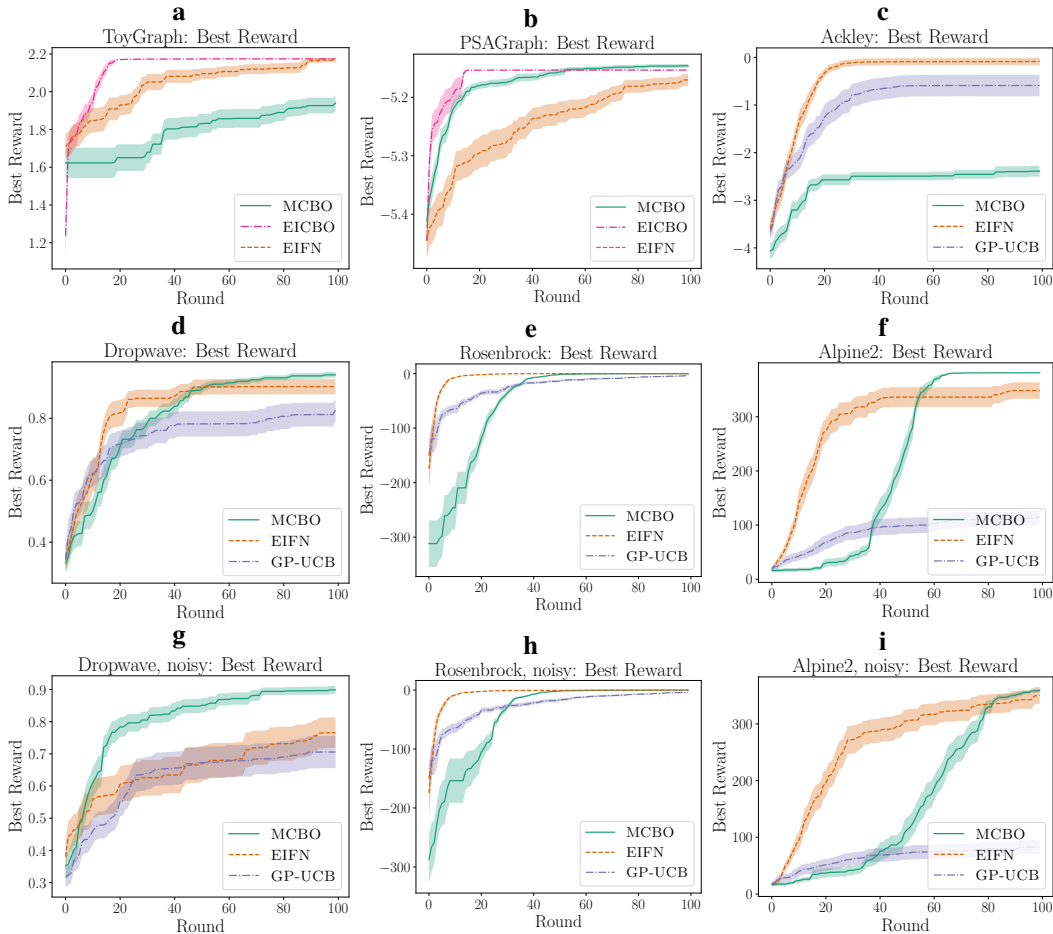 a
ToyGraph: Best Reward
2.2
2.0
1.8
1.6
1.4
1.2
Best Reward
0 20 40 60 80 100
Round
MCBO
EICBO
EIFN
b
PSAGraph: Best Reward
−5.2
−5.3
−5.4
Best Reward
0 20 40 60 80 100
Round
MCBO
EICBO
EIFN
c
Ackley: Best Reward
0
−1
−2
−3
−4
Best Reward
0 20 40 60 80 100
Round
MCBO
EIFN
GP-UCB
d
Dropwave: Best Reward
0.8
0.6
0.4
Best Reward
0 20 40 60 80 100
Round
MCBO
EIFN
GP-UCB
e
Rosenbrock: Best Reward
0
−100
−200
−300
Best Reward
0 20 40 60 80 100
Round
MCBO
EIFN
GP-UCB
f
Alpine2: Best Reward
300
200
100
0
Best Reward
0 20 40 60 80 100
Round
MCBO
EIFN
GP-UCB
g
Dropwave, noisy: Best Reward
0.9
0.8
0.7
0.6
0.5
0.4
0.3
Best Reward
0 20 40 60 80 100
Round
MCBO
EIFN
GP-UCB
h
Rosenbrock, noisy: Best Reward
0
−100
−200
−300
Best Reward
0 20 40 60 80 100
Round
MCBO
EIFN
GP-UCB
i
Alpine2, noisy: Best Reward
300
200
100
0
Best Reward
0 20 40 60 80 100
Round
MCBO
EIFN
GP-UCB